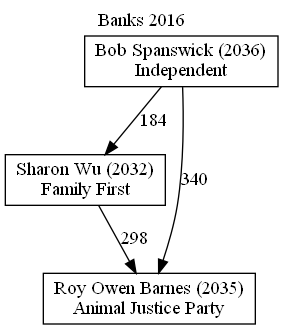 Banks 2016
Bob Spanswick (2036)
Independent
184
Sharon Wu (2032)
Family First
340
298
Roy Owen Barnes (2035)
Animal Justice Party